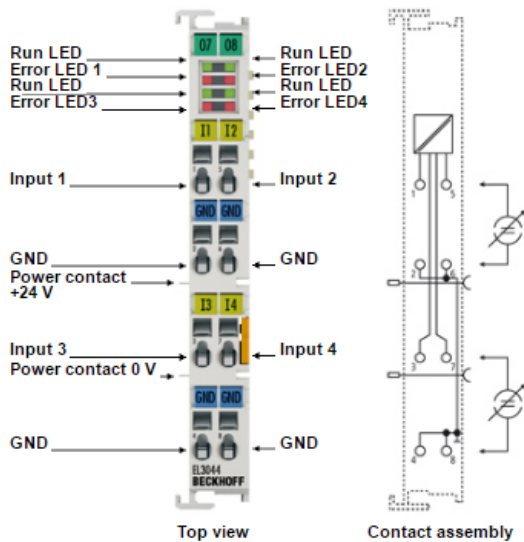 07 08
Run LED Run LED
Error LED 1 Error LED2
Run LED Run LED
Error LED3 Error LED4
I1 I2
1 5
Input 1 Input 2
GND GND
2 6
GND GND
Power contact
+24 V
I3 I4
3 7
Input 3 Input 4
Power contact 0 V
GND GND
4 8
GND GND
EL3044
BECKHOFF
Top view Contact assembly